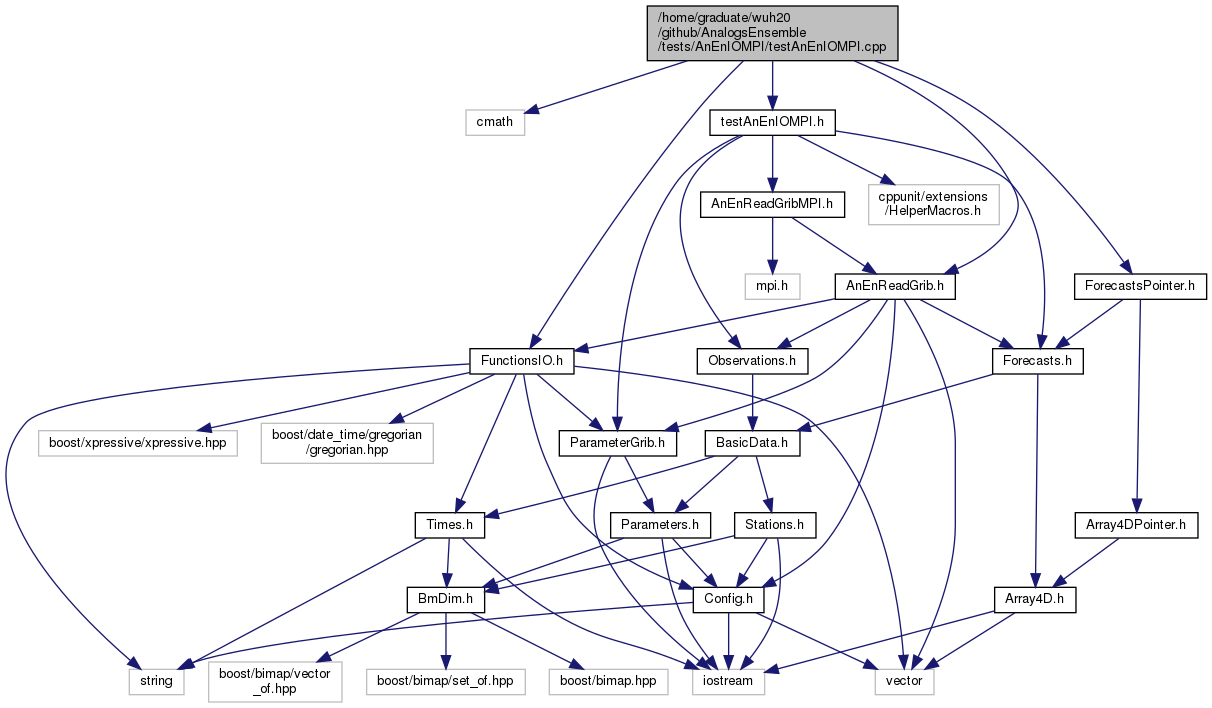 /home/graduate/wuh20
/github/AnalogsEnsemble
/tests/AnEnIOMPI/testAnEnIOMPI.cpp
cmath
testAnEnIOMPI.h
AnEnReadGribMPI.h
cppunit/extensions
/HelperMacros.h
mpi.h
AnEnReadGrib.h
ForecastsPointer.h
FunctionsIO.h
Observations.h
Forecasts.h
boost/xpressive/xpressive.hpp
boost/date_time/gregorian
/gregorian.hpp
ParameterGrib.h
BasicData.h
Times.h
Parameters.h
Stations.h
Array4DPointer.h
BmDim.h
Config.h
Array4D.h
string
boost/bimap/vector
_of.hpp
boost/bimap/set_of.hpp
boost/bimap.hpp
iostream
vector